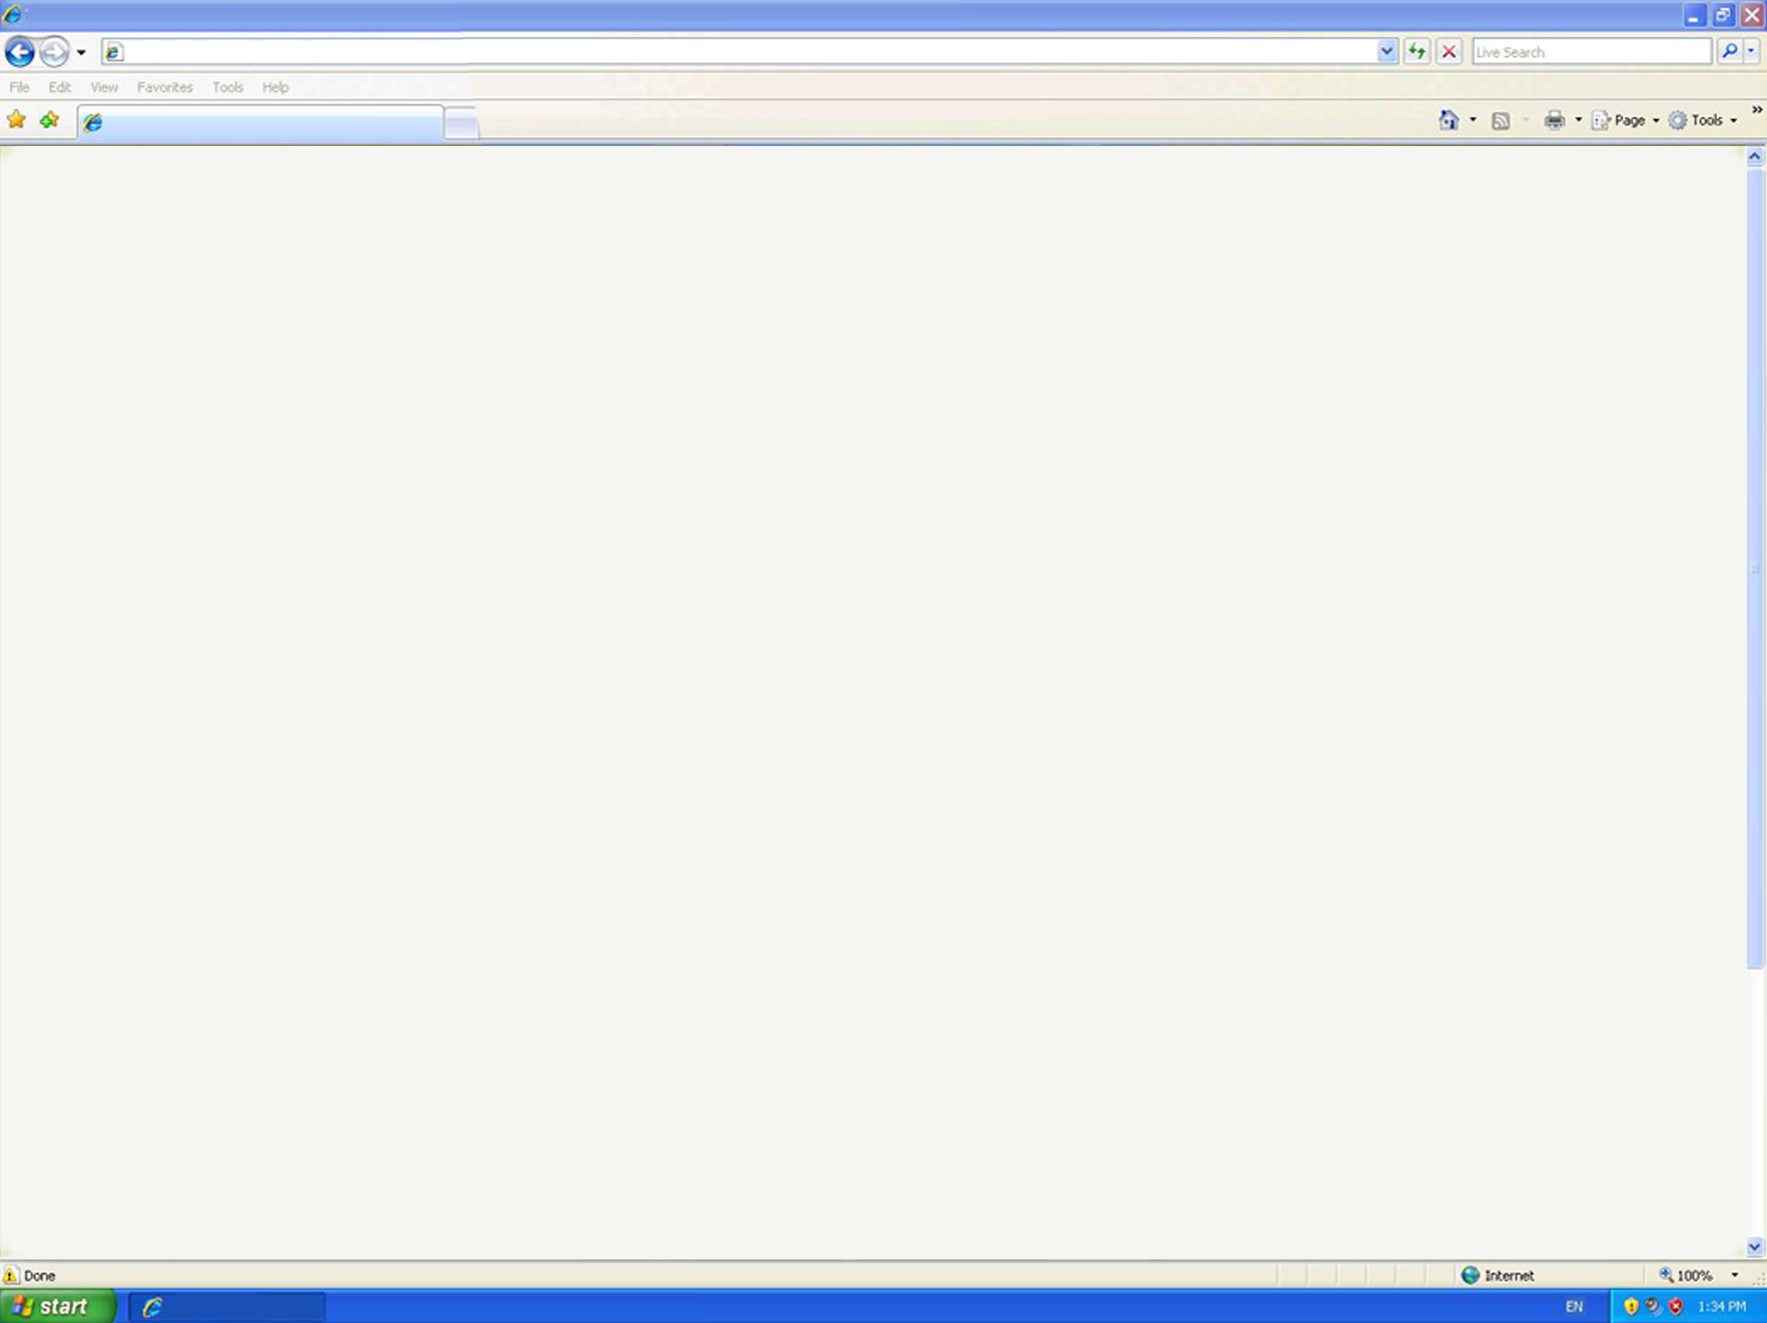 Live Search
File Edit View Favorites Tools Help
Page Tools
Done Internet 100%
start EN 1:34 PM